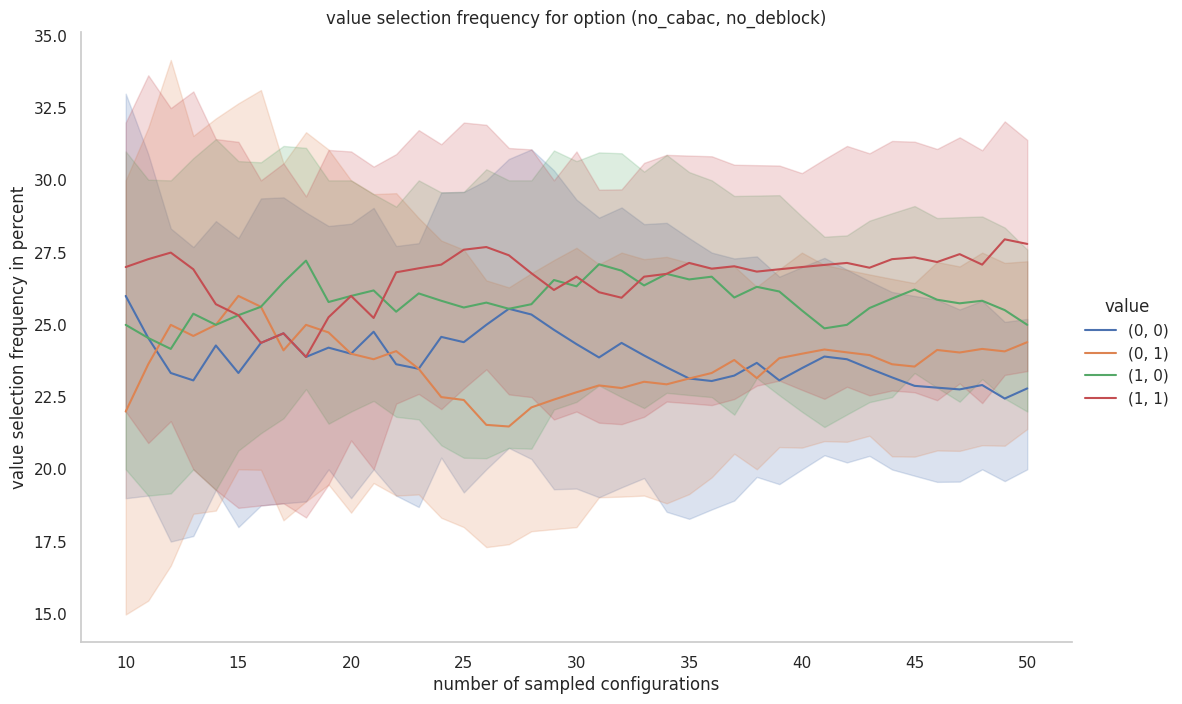 value selection frequency for option (no_cabac, no_deblock)
value selection frequency in percent
35.0
32.5
30.0
27.5
25.0
22.5
20.0
17.5
15.0
10 15 20 25 30 35 40 45 50
number of sampled configurations
value
(0, 0)
(0, 1)
(1, 0)
(1, 1)